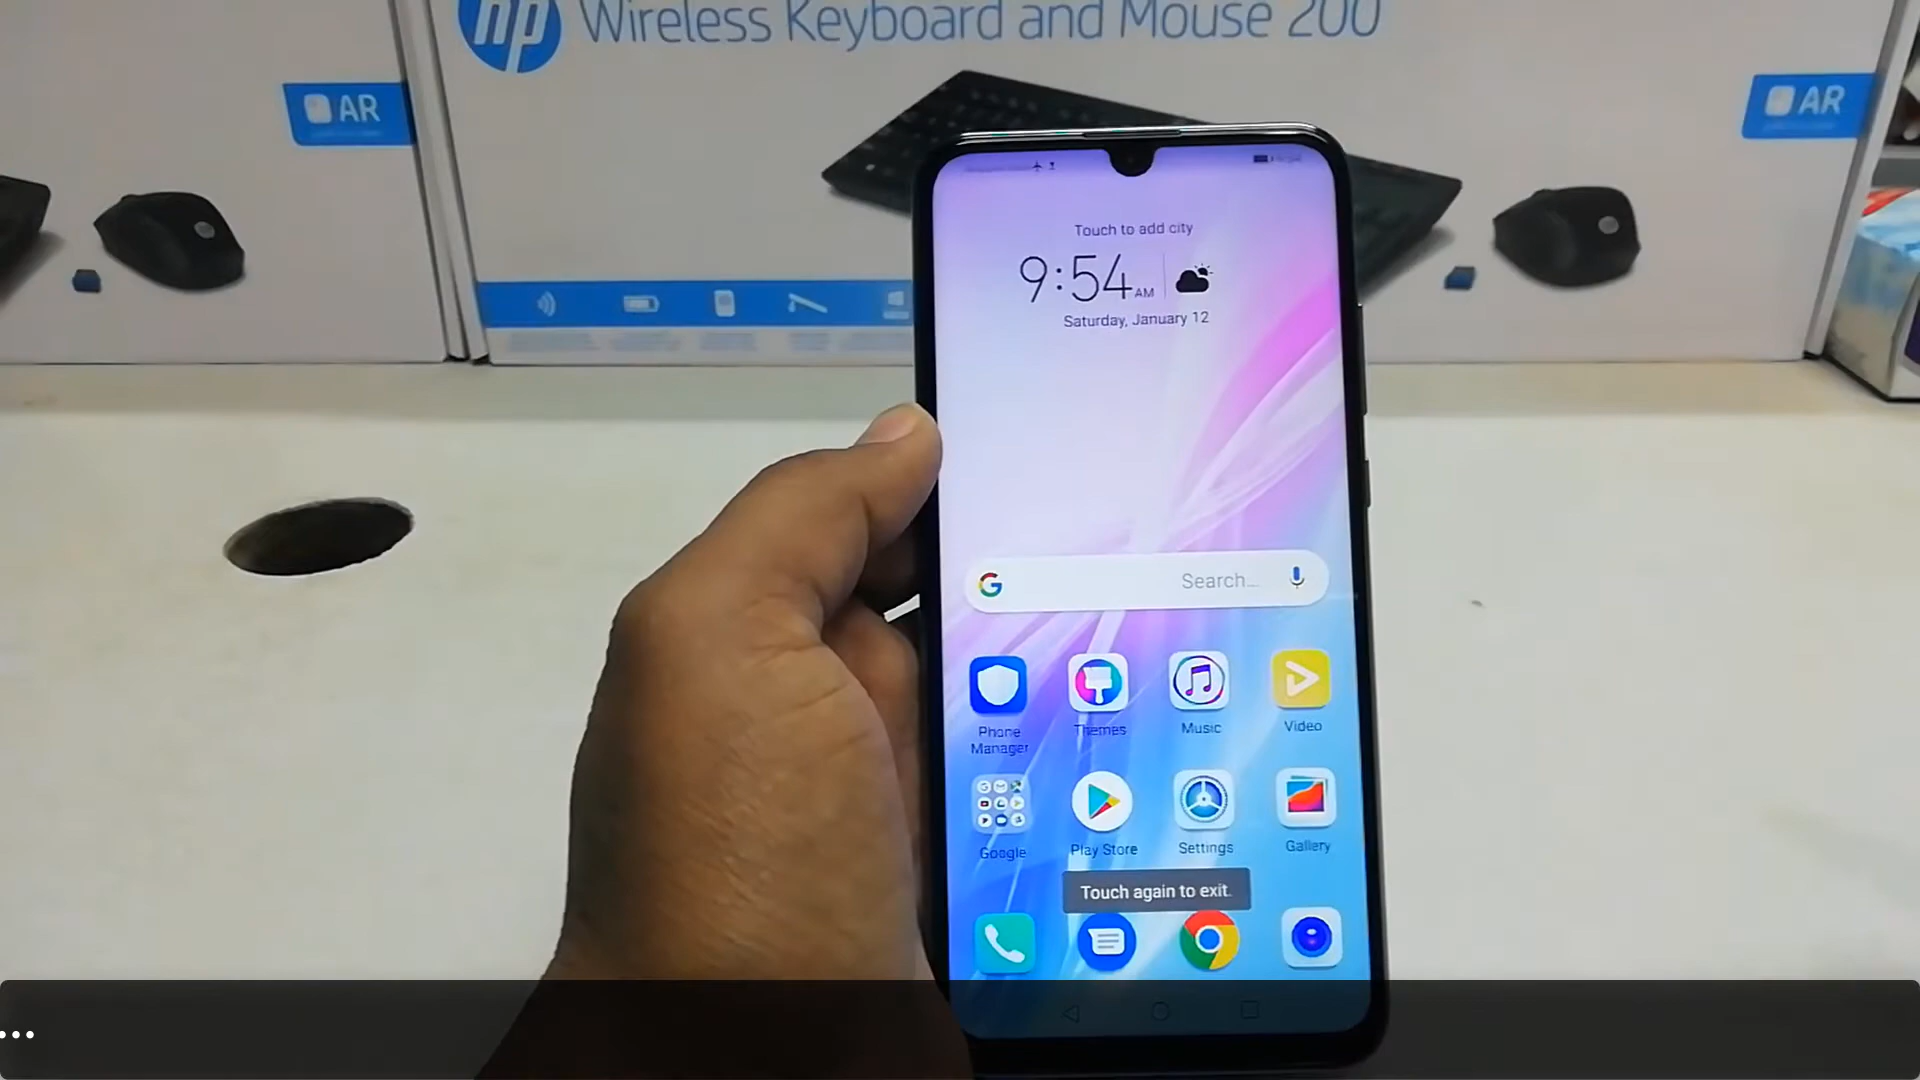 hp Wireless Keyboard and Mouse 200
AR
AR
Touch to add city
9:54 AM
Saturday, January 12
G Search...
Phone Manager
Themes
Music
Video
Google
Play Store
Settings
Gallery
Touch again to exit.
...